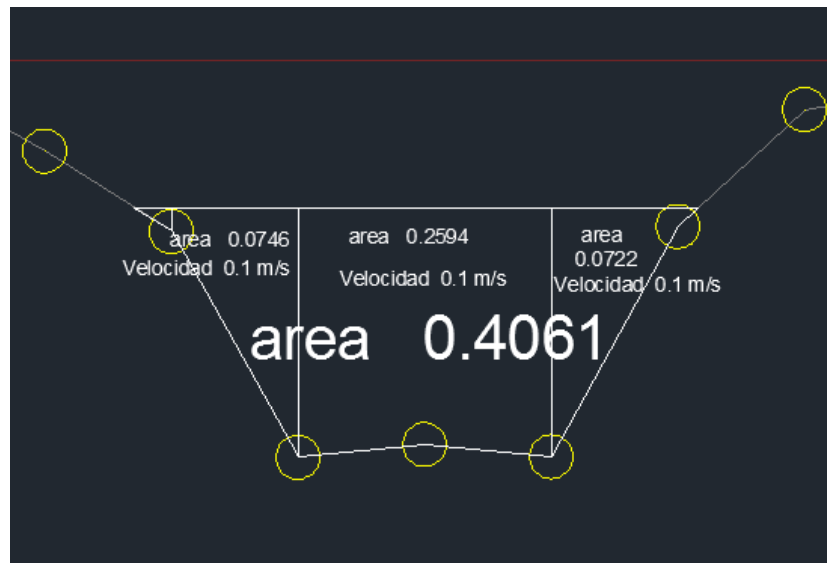 area 0.0746
Velocidad 0.1 m/s
area 0.2594
Velocidad 0.1 m/s
area
0.0722
Velocidad 0.1 m/s
area 0.4061